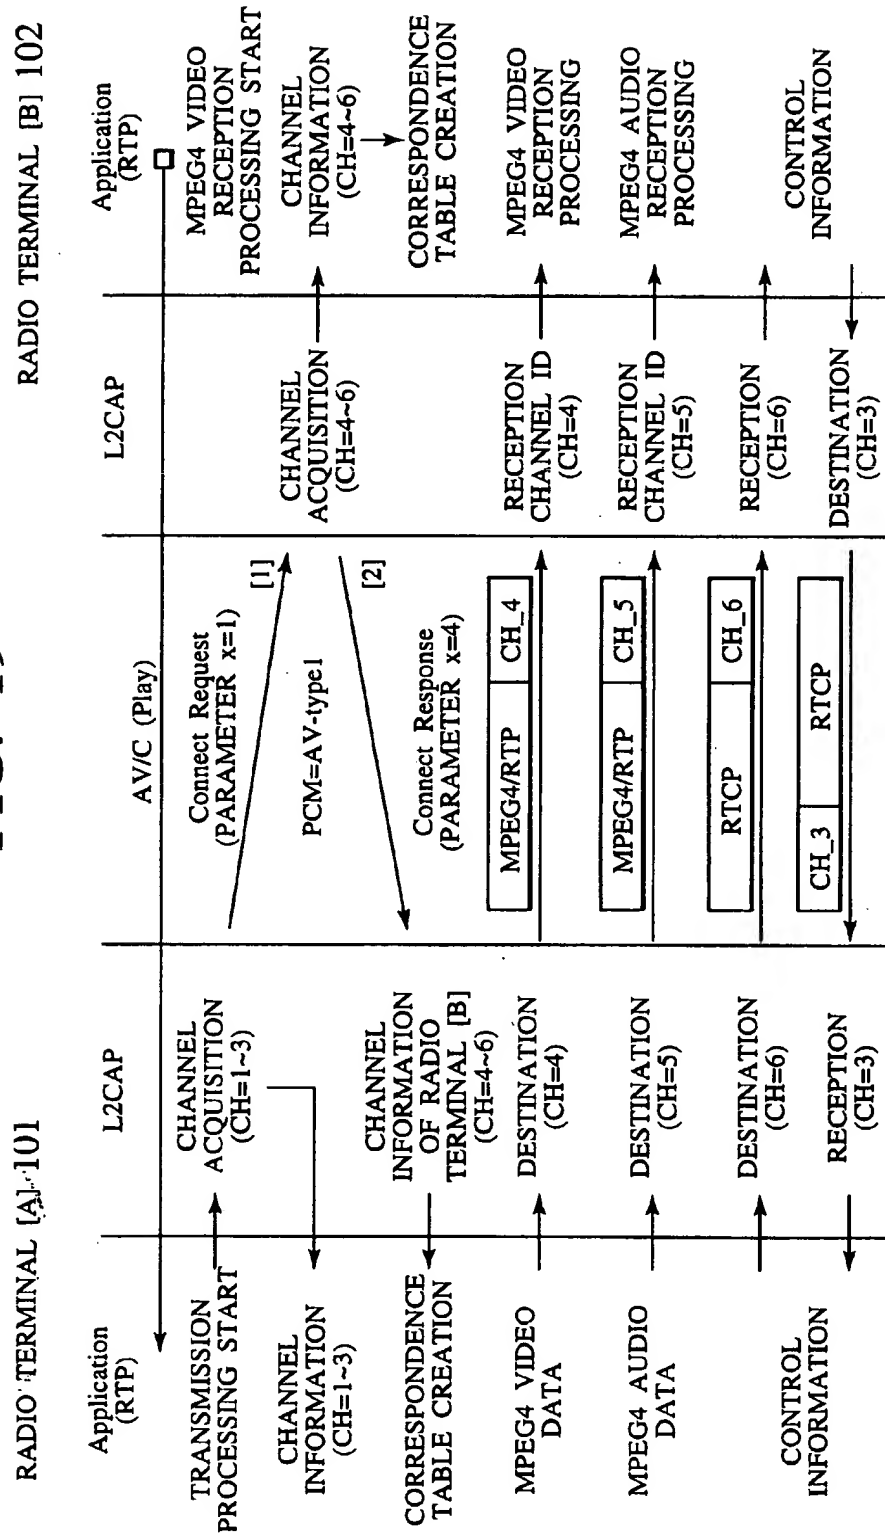 RADIO TERMINAL [A] 101
RADIO TERMINAL [B] 102
Application
(RTP)
L2CAP
L2CAP
Application
(RTP)
AV/C (Play)
TRANSMISSION
PROCESSING START
CHANNEL
ACQUISITION
(CH=1~3)
Connect Request
(PARAMETER x=1)
[1]
MPEG4 VIDEO
RECEPTION
PROCESSING START
CHANNEL
INFORMATION
(CH=1~3)
PCM=AV-type1
CHANNEL
ACQUISITION
(CH=4~6)
CHANNEL
INFORMATION
(CH=4~6)
[2]
CORRESPONDENCE
TABLE CREATION
CHANNEL
INFORMATION
OF RADIO
TERMINAL [B]
(CH=4~6)
Connect Response
(PARAMETER x=4)
CORRESPONDENCE
TABLE CREATION
MPEG4 VIDEO
DATA
DESTINATION
(CH=4)
MPEG4/RTP
CH_4
RECEPTION
CHANNEL ID
(CH=4)
MPEG4 VIDEO
RECEPTION
PROCESSING
MPEG4 AUDIO
DATA
DESTINATION
(CH=5)
MPEG4/RTP
CH_5
RECEPTION
CHANNEL ID
(CH=5)
MPEG4 AUDIO
RECEPTION
PROCESSING
CONTROL
INFORMATION
DESTINATION
(CH=6)
RTCP
CH_6
RECEPTION
(CH=6)
CONTROL
INFORMATION
RECEPTION
(CH=3)
CH_3
RTCP
DESTINATION
(CH=3)